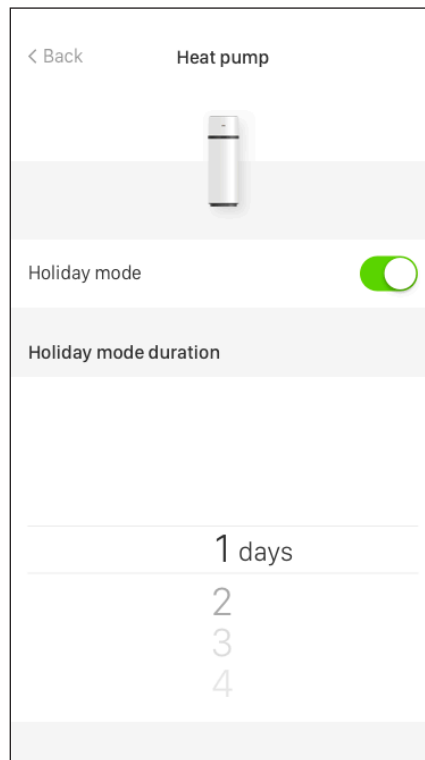 < Back Heat pump
Holiday mode
Holiday mode duration
1 days
2
3
4